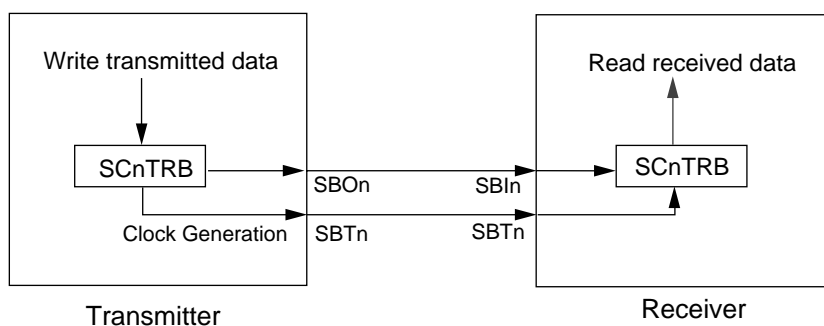 Write transmitted data
Read received data
SCnTRB
SCnTRB
SBOn
SBIn
Clock Generation
SBTn
SBTn
Transmitter
Receiver